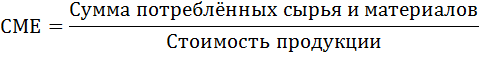 Сумма потреблённых сырья и материалов
СМЕ =
Стоимость продукции